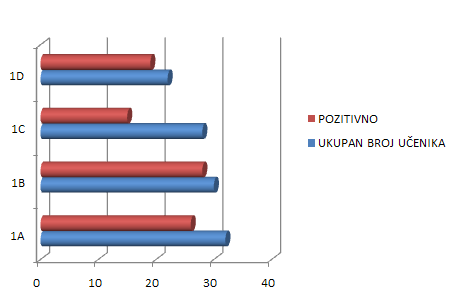 1D
1C
1B
1A
0 10 20 30 40
POZITIVNO
UKUPAN BROJ UČENIKA